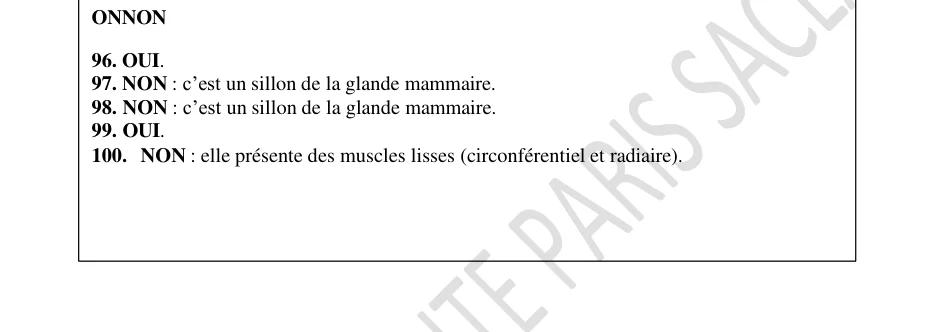 ONNON
96. OUI.
97. NON : c’est un sillon de la glande mammaire.
98. NON : c’est un sillon de la glande mammaire.
99. OUI.
100. NON : elle présente des muscles lisses (circonférentiel et radiaire).
PARIS